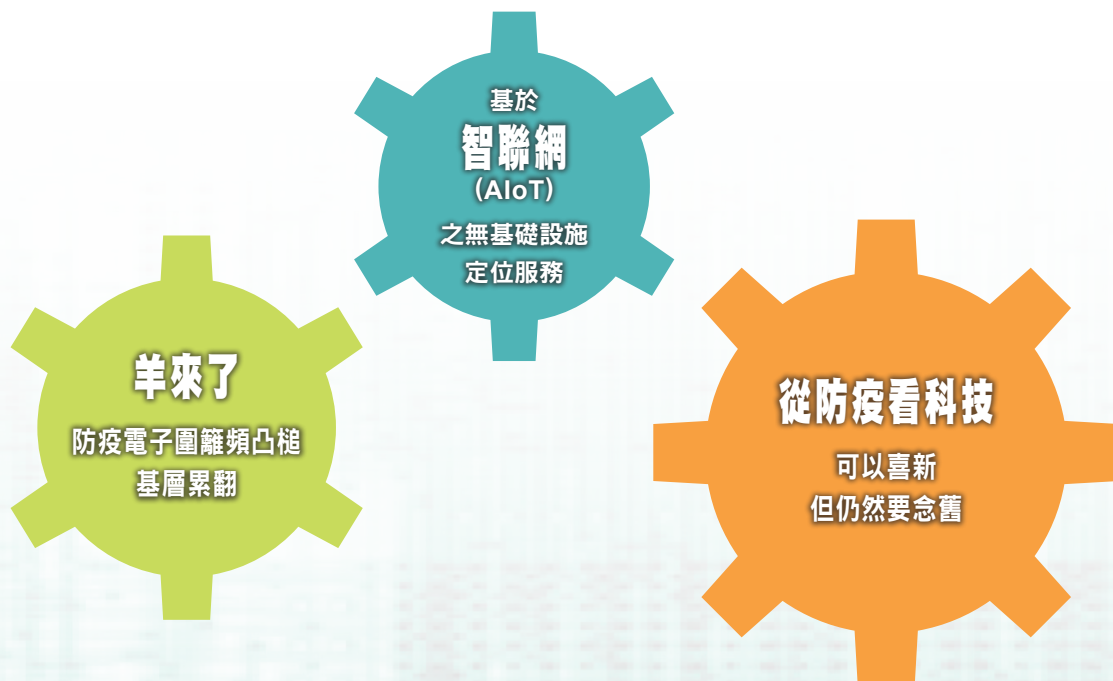 基於
智聯網
(AIoT)
之無基礎設施
定位服務
羊來了
防疫電子圍籬頻凸槌
基層累翻
從防疫看科技
可以喜新
但仍然要念舊